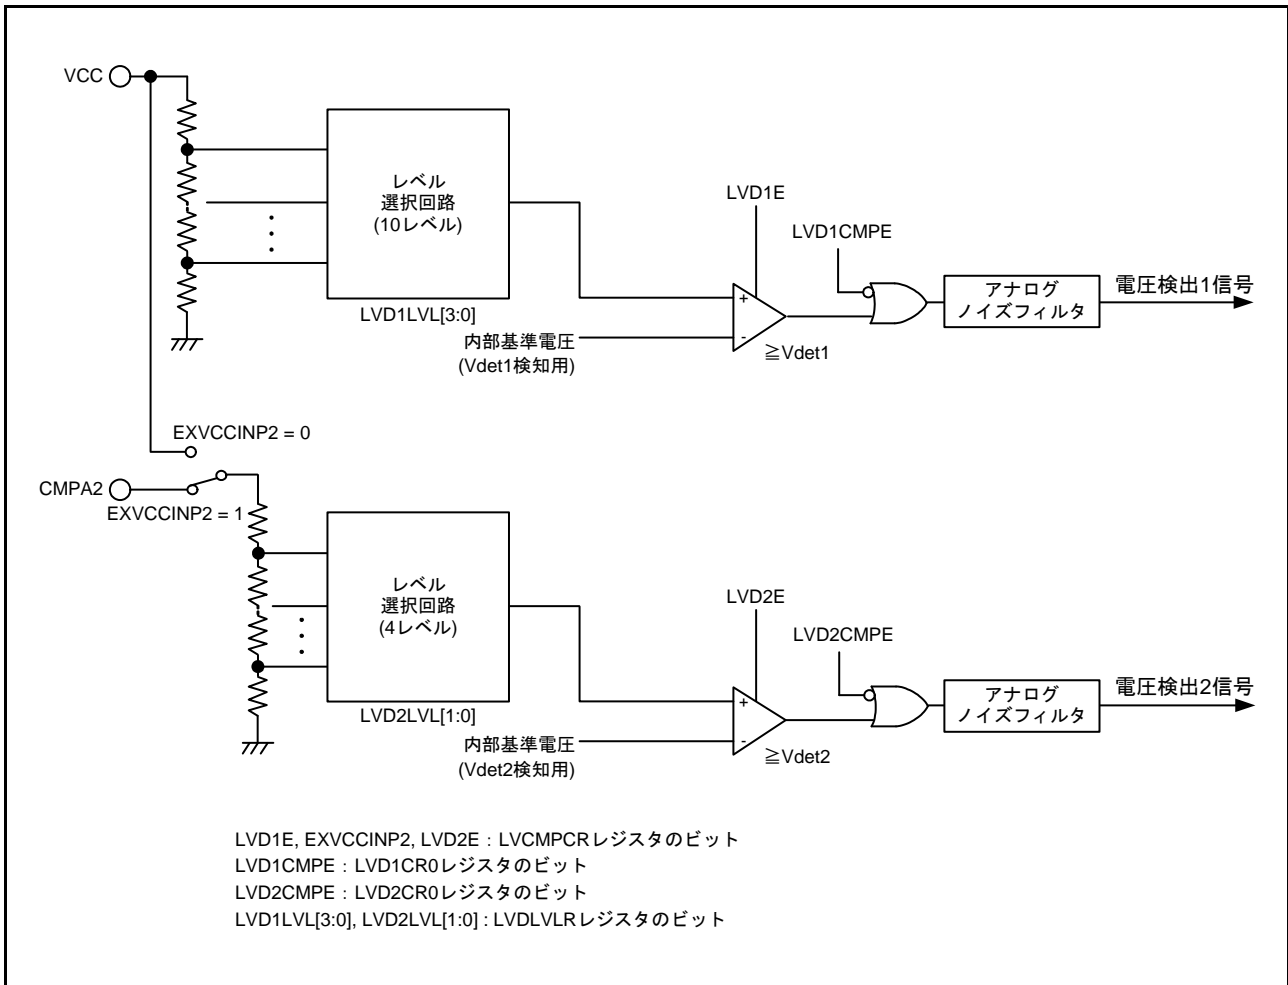 VCC
レベル
選択回路
(10レベル)
LVD1LVL[3:0]
LVD1E
LVD1CMPE
+
-
≧Vdet1
内部基準電圧
(Vdet1検知用)
アナログ
ノイズフィルタ
電圧検出1信号
EXVCCINP2 = 0
CMPA2
EXVCCINP2 = 1
レベル
選択回路
(4レベル)
LVD2LVL[1:0]
LVD2E
LVD2CMPE
+
-
≧Vdet2
内部基準電圧
(Vdet2検知用)
アナログ
ノイズフィルタ
電圧検出2信号
LVD1E, EXVCCINP2, LVD2E：LVCMPCRレジスタのビット
LVD1CMPE：LVD1CR0レジスタのビット
LVD2CMPE：LVD2CR0レジスタのビット
LVD1LVL[3:0], LVD2LVL[1:0] : LVDLVLRレジスタのビット